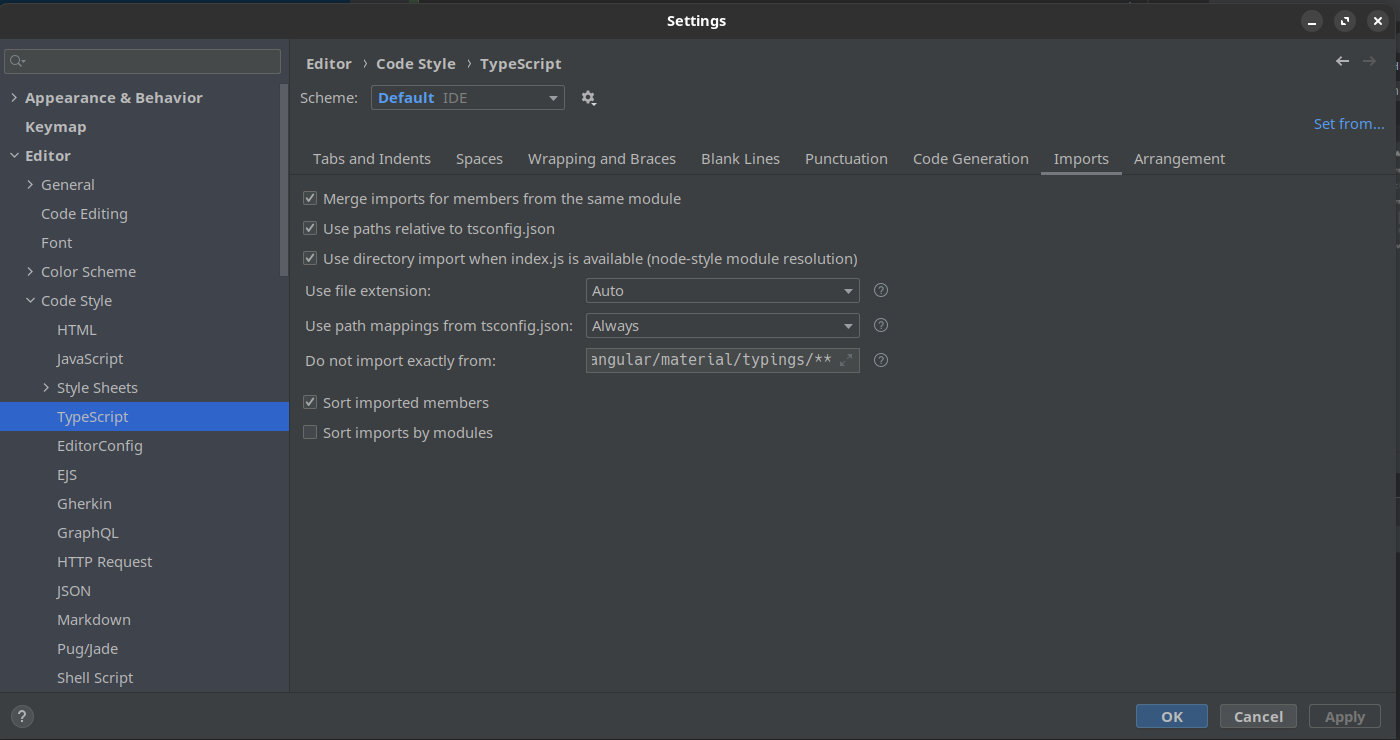 Settings
Editor › Code Style › TypeScript
Scheme: Default IDE
Set from...
Appearance & Behavior
Keymap
Editor
General
Code Editing
Font
Color Scheme
Code Style
HTML
JavaScript
Style Sheets
TypeScript
EditorConfig
EJS
Gherkin
GraphQL
HTTP Request
JSON
Markdown
Pug/Jade
Shell Script
Tabs and Indents Spaces Wrapping and Braces Blank Lines Punctuation Code Generation Imports Arrangement
Merge imports for members from the same module
Use paths relative to tsconfig.json
Use directory import when index.js is available (node-style module resolution)
Use file extension: Auto ?
Use path mappings from tsconfig.json: Always ?
Do not import exactly from: angular/material/typings/** ?
Sort imported members
Sort imports by modules
? OK Cancel Apply